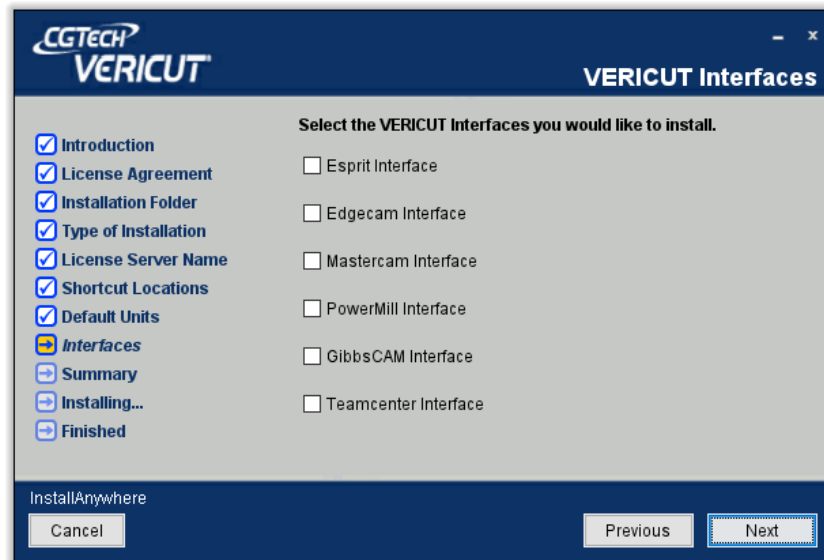 CGTECH
VERICUT
VERICUT Interfaces
Introduction
License Agreement
Installation Folder
Type of Installation
License Server Name
Shortcut Locations
Default Units
Interfaces
Summary
Installing...
Finished
Select the VERICUT Interfaces you would like to install.
Esprit Interface
Edgecam Interface
Mastercam Interface
PowerMill Interface
GibbsCAM Interface
Teamcenter Interface
InstallAnywhere
Cancel
Previous
Next